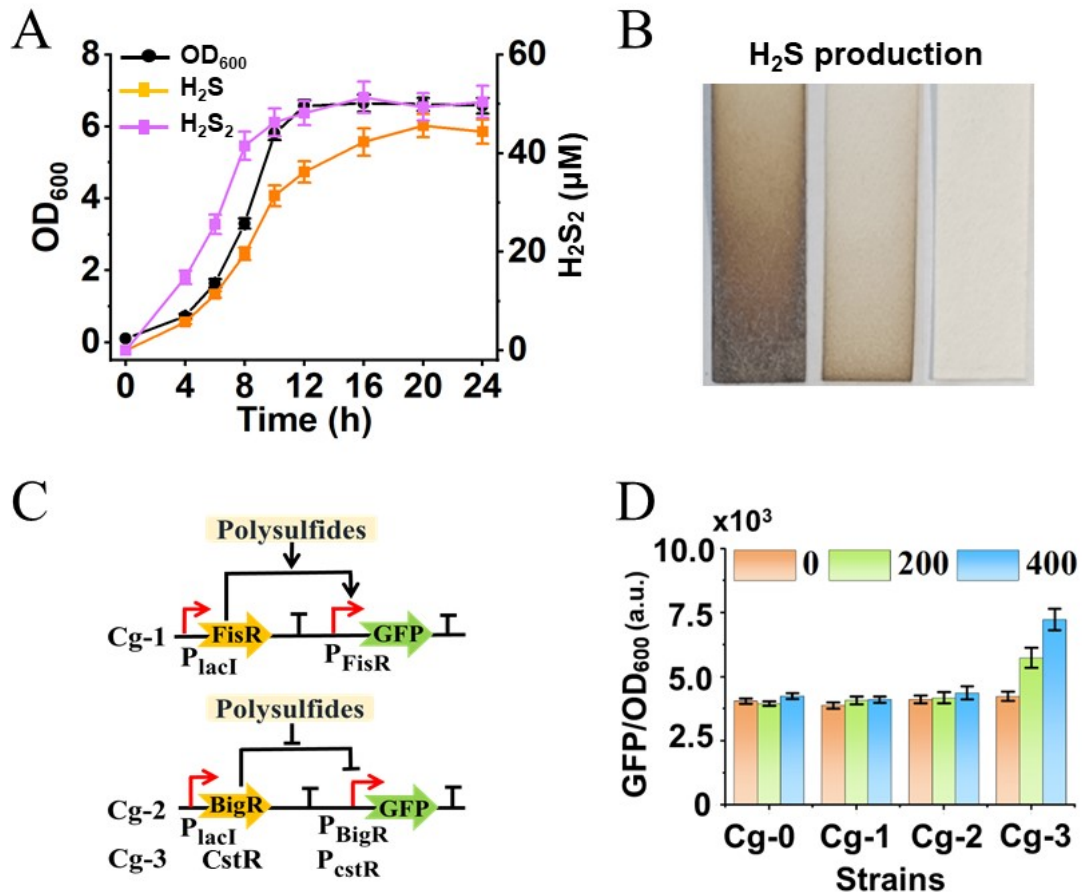 A
8
6
4
2
0
OD₆₀₀
H₂S
H₂S₂
60
40
20
0
OD₆₀₀
H₂S₂ (μM)
0 4 8 12 16 20 24
Time (h)
B
H₂S production
C
Polysulfides
Cg-1
FisR
GFP
PlacI
PFisR
Polysulfides
Cg-2
BigR
GFP
PlacI
PBigR
Cg-3
CstR
PcstR
D
x10³
10.0
7.5
5.0
2.5
0
0 200 400
GFP/OD₆₀₀ (a.u.)
Cg-0 Cg-1 Cg-2 Cg-3
Strains